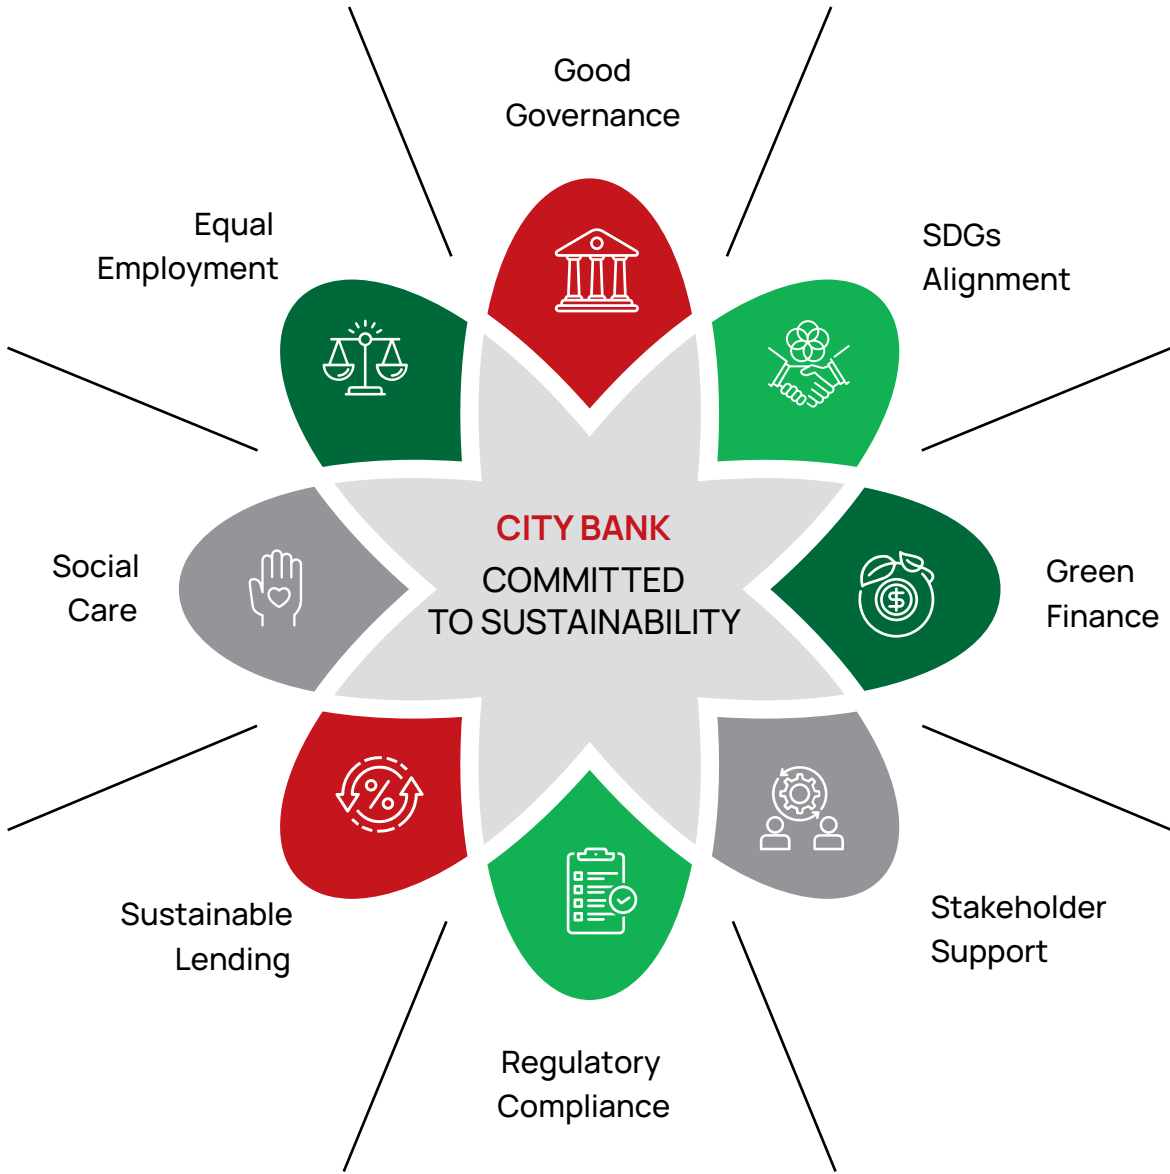 Good
Governance
SDGs
Alignment
Green
Finance
Stakeholder
Support
Regulatory
Compliance
Sustainable
Lending
Social
Care
Equal
Employment
CITY BANK
COMMITTED
TO SUSTAINABILITY
%
$